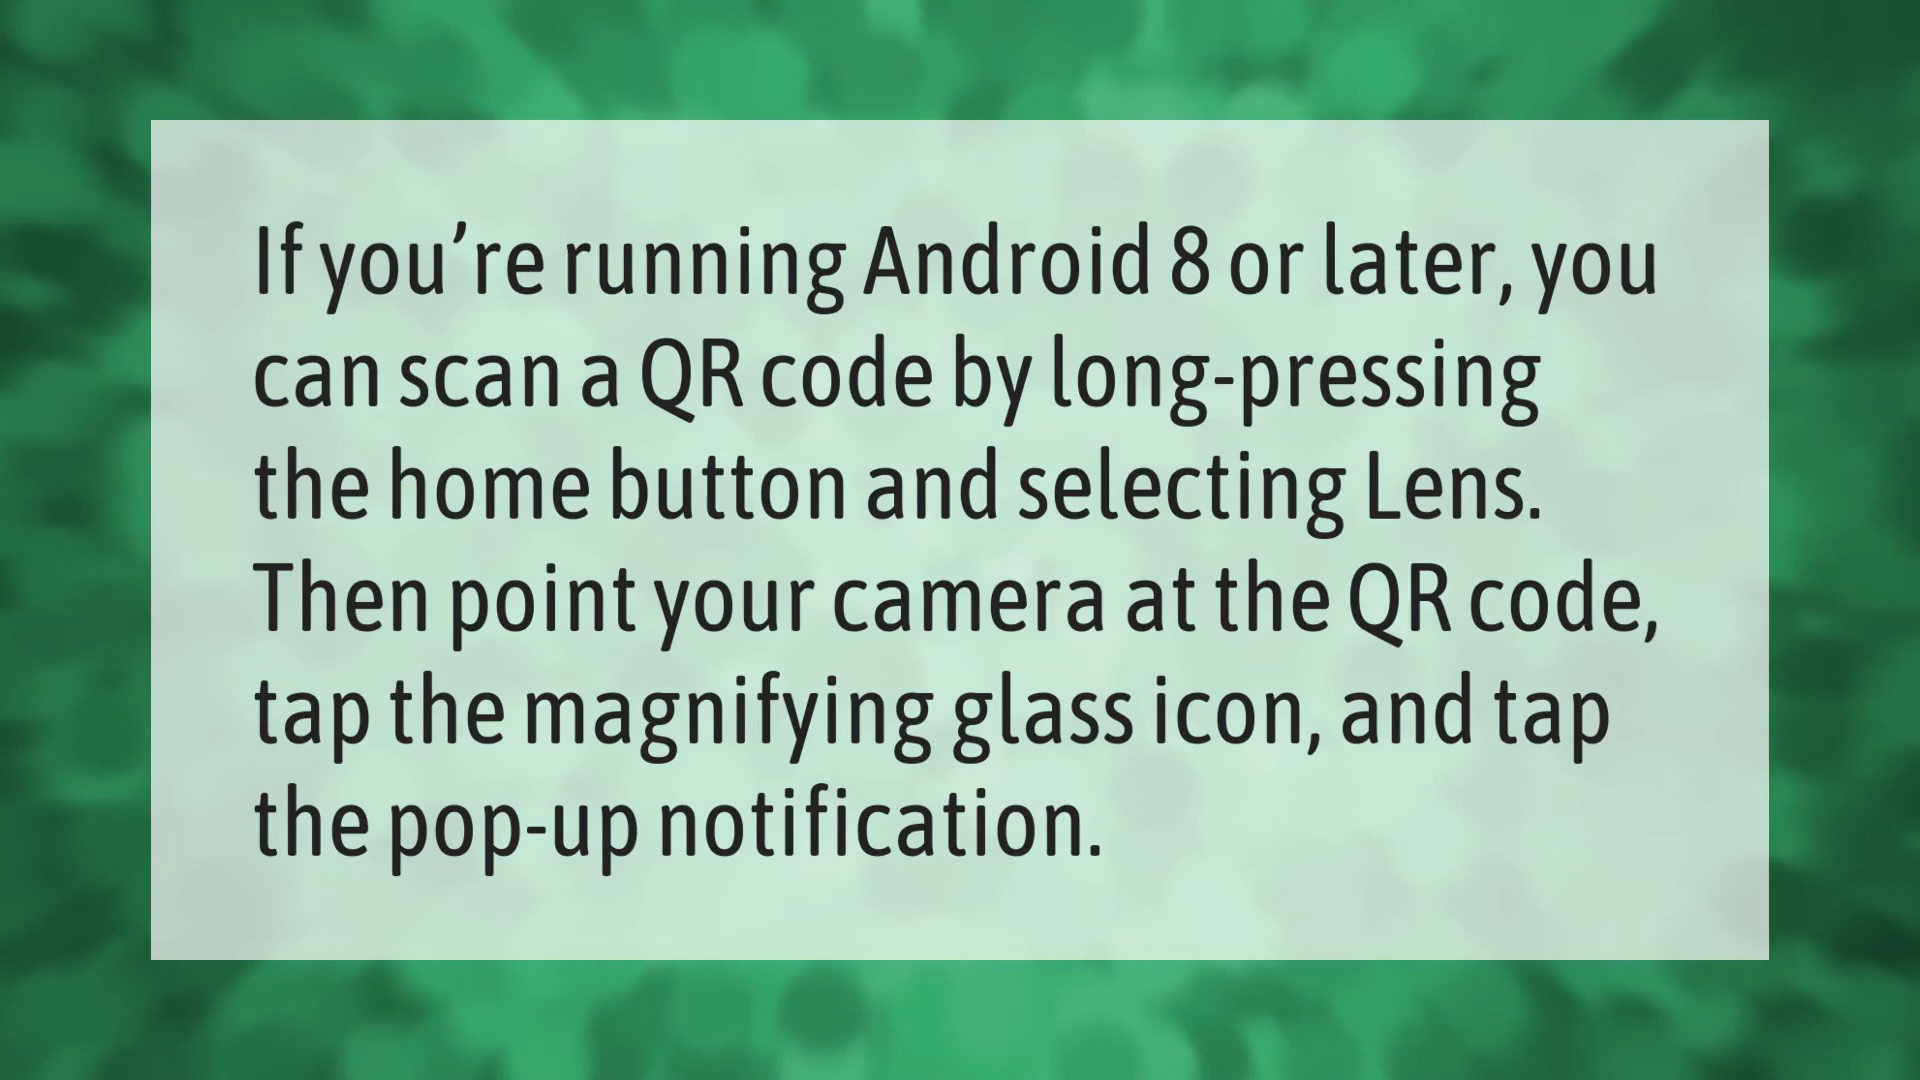 If you’re running Android 8 or later, you
can scan a QR code by long-pressing
the home button and selecting Lens.
Then point your camera at the QR code,
tap the magnifying glass icon, and tap
the pop-up notification.